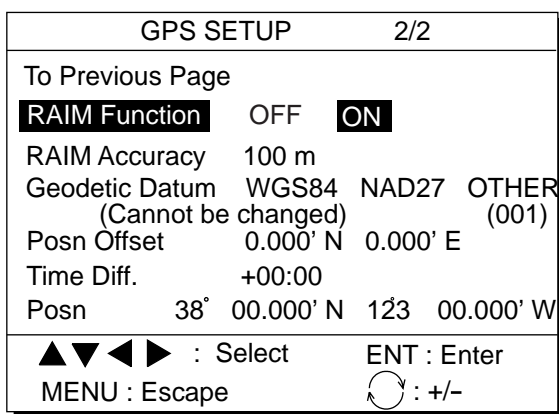 GPS SETUP 2/2
To Previous Page
RAIM Function OFF ON
RAIM Accuracy 100 m
Geodetic Datum WGS84 NAD27 OTHER
(Cannot be changed) (001)
Posn Offset 0.000’ N 0.000’ E
Time Diff. +00:00
Posn 38° 00.000’ N 123° 00.000’ W
▲▼◀▶ : Select ENT : Enter
MENU : Escape : +/−